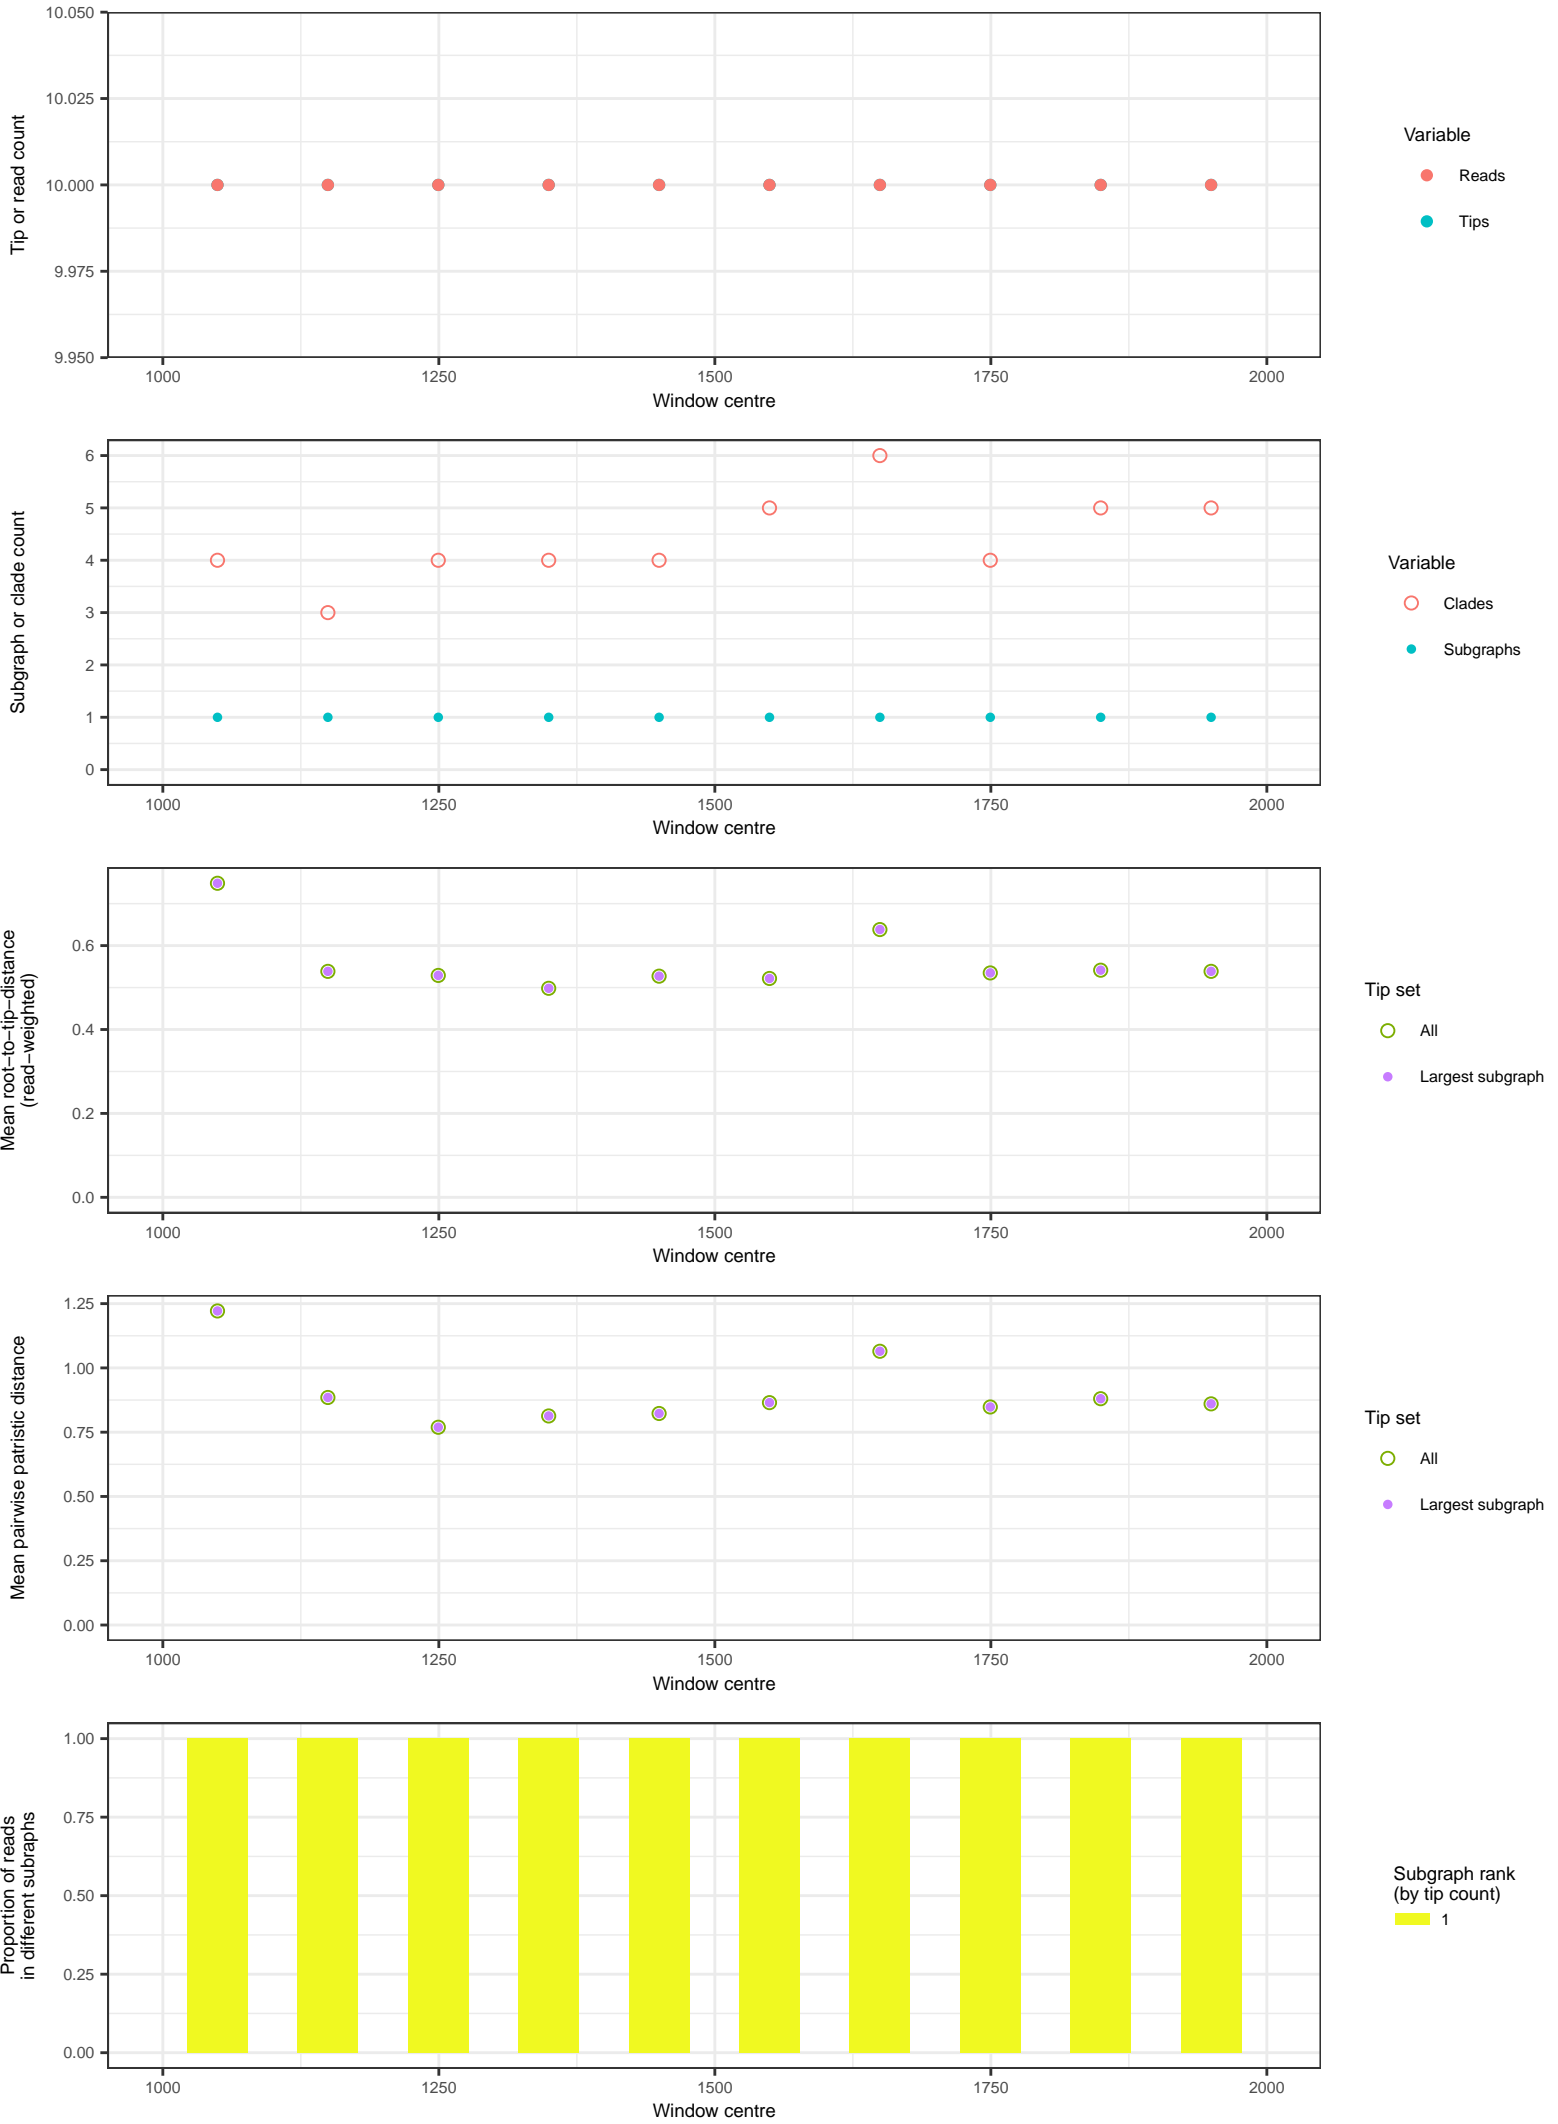 10.050
10.025
10.000
9.975
9.950
Tip or read count
1000 1250 1500 1750 2000
Window centre
Variable
Reads
Tips
6
5
4
3
2
1
0
Subgraph or clade count
1000 1250 1500 1750 2000
Window centre
Variable
Clades
Subgraphs
0.6
0.4
0.2
0.0
Mean root−to−tip−distance
(read−weighted)
1000 1250 1500 1750 2000
Window centre
Tip set
All
Largest subgraph
1.25
1.00
0.75
0.50
0.25
0.00
Mean pairwise patristic distance
1000 1250 1500 1750 2000
Window centre
Tip set
All
Largest subgraph
1.00
0.75
0.50
0.25
0.00
Proportion of reads
in different subraphs
1000 1250 1500 1750 2000
Window centre
Subgraph rank
(by tip count)
1